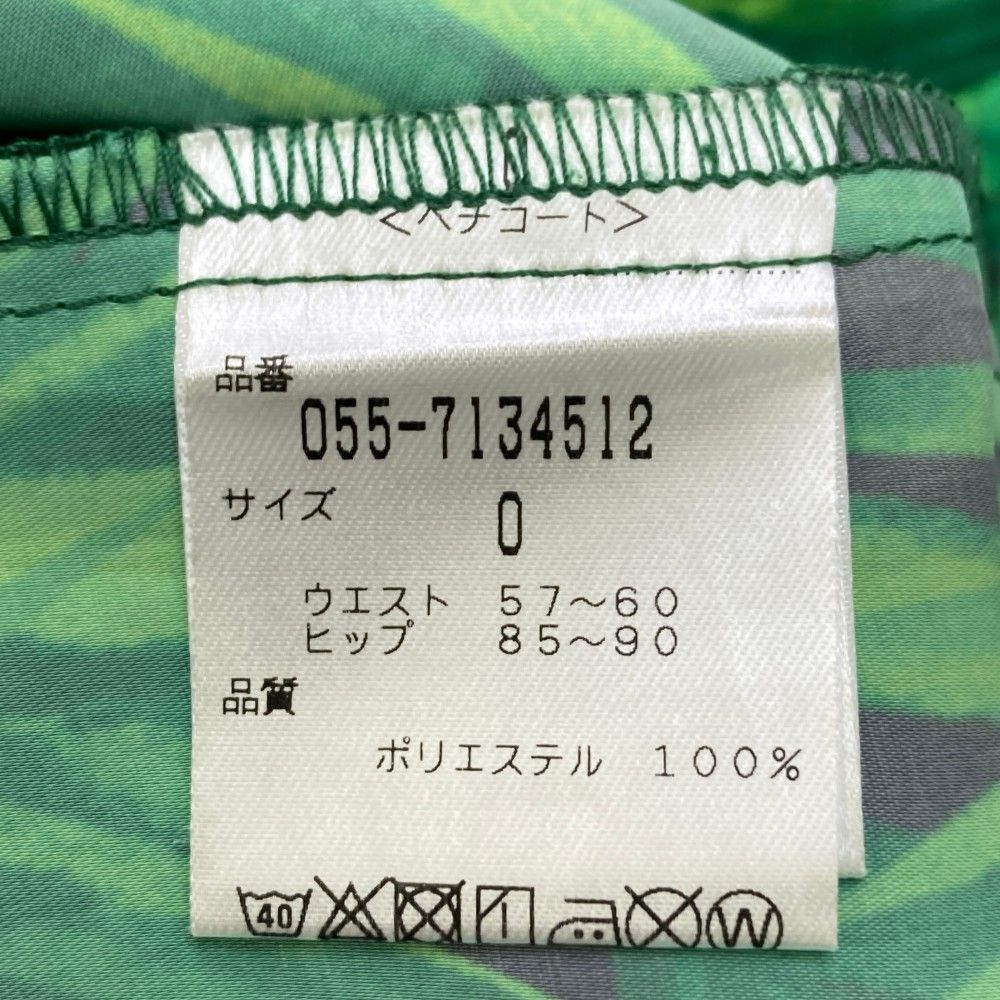 <ペチコート>
品番
055-7134512
サイズ 0
ウエスト 57～60
ヒップ 85～90
品質
ポリエステル 100%
40
W